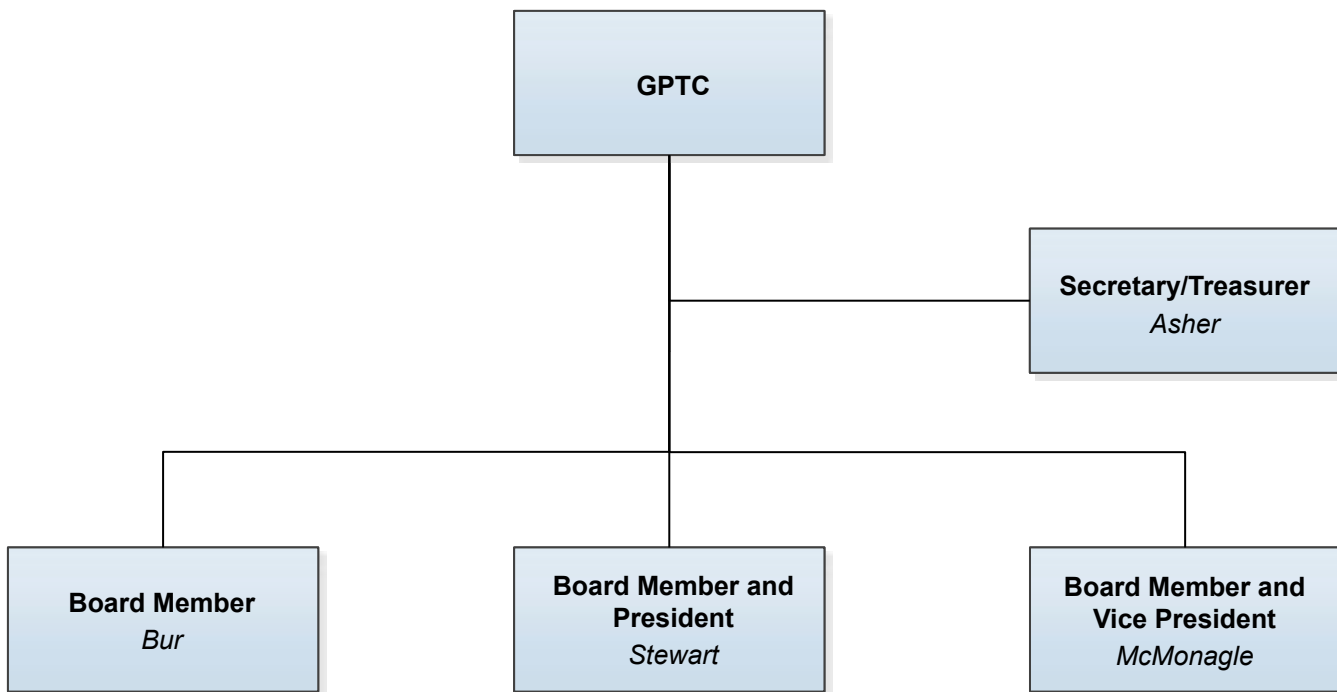 GPTC
Secretary/Treasurer
Asher
Board Member
Bur
Board Member and
President
Stewart
Board Member and
Vice President
McMonagle